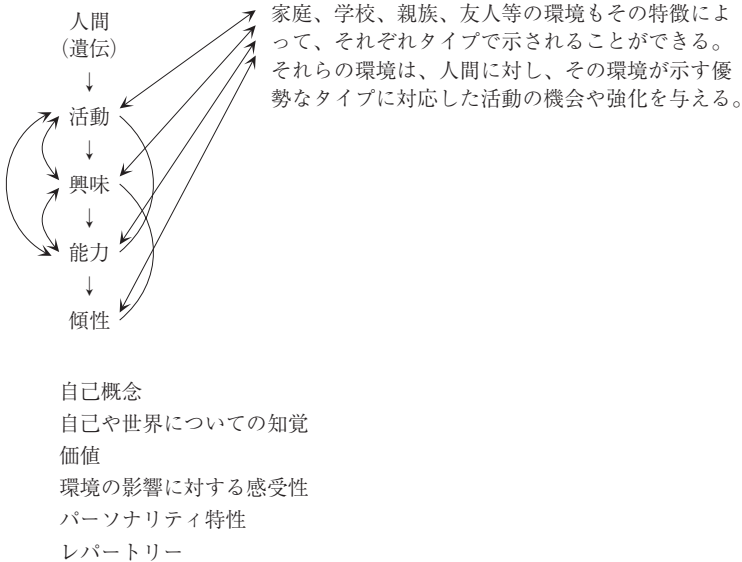 人間
(遺伝)
↓
活動
↓
興味
↓
能力
↓
傾性
家庭、学校、親族、友人等の環境もその特徴によ
って、それぞれタイプで示されることができる。
それらの環境は、人間に対し、その環境が示す優
勢なタイプに対応した活動の機会や強化を与える。
自己概念
自己や世界についての知覚
価値
環境の影響に対する感受性
パーソナリティ特性
レパートリー